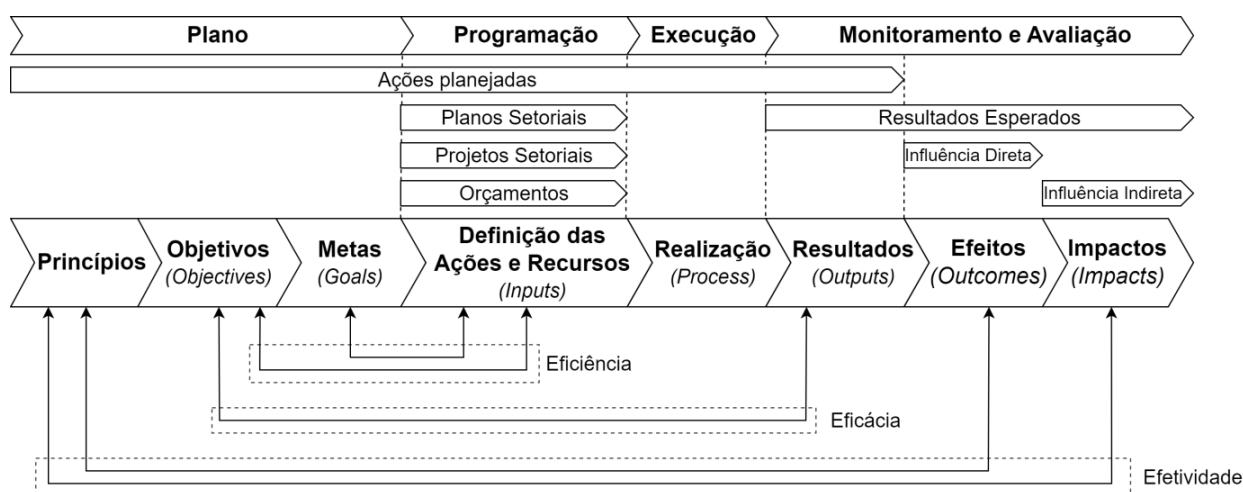 Plano
Programação
Execução
Monitoramento e Avaliação
Ações planejadas
Planos Setoriais
Resultados Esperados
Projetos Setoriais
Influência Direta
Orçamentos
Influência Indireta
Princípios
Objetivos
(Objectives)
Metas
(Goals)
Definição das
Ações e Recursos
(Inputs)
Realização
(Process)
Resultados
(Outputs)
Efeitos
(Outcomes)
Impactos
(Impacts)
Eficiência
Eficácia
Efetividade